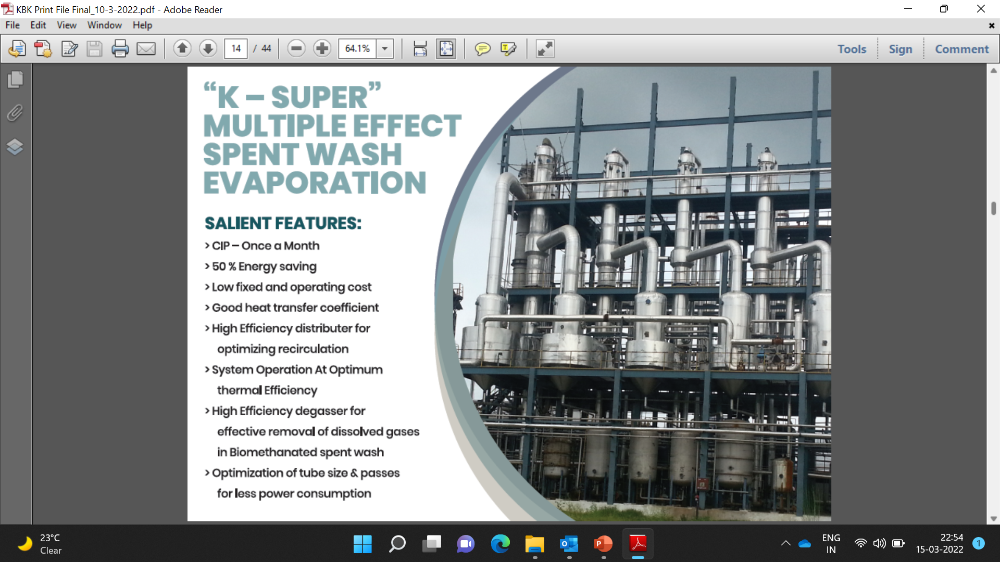 KBK Print File Final_10-3-2022.pdf - Adobe Reader
File Edit View Window Help
14 / 44 64.1% Tools Sign Comment
“K – SUPER”
MULTIPLE EFFECT
SPENT WASH
EVAPORATION
SALIENT FEATURES:
> CIP – Once a Month
> 50 % Energy saving
> Low fixed and operating cost
> Good heat transfer coefficient
> High Efficiency distributer for
optimizing recirculation
> System Operation At Optimum
thermal Efficiency
> High Efficiency degasser for
effective removal of dissolved gases
in Biomethanated spent wash
> Optimization of tube size & passes
for less power consumption
23°C
Clear
ENG
IN
22:54
15-03-2022
1